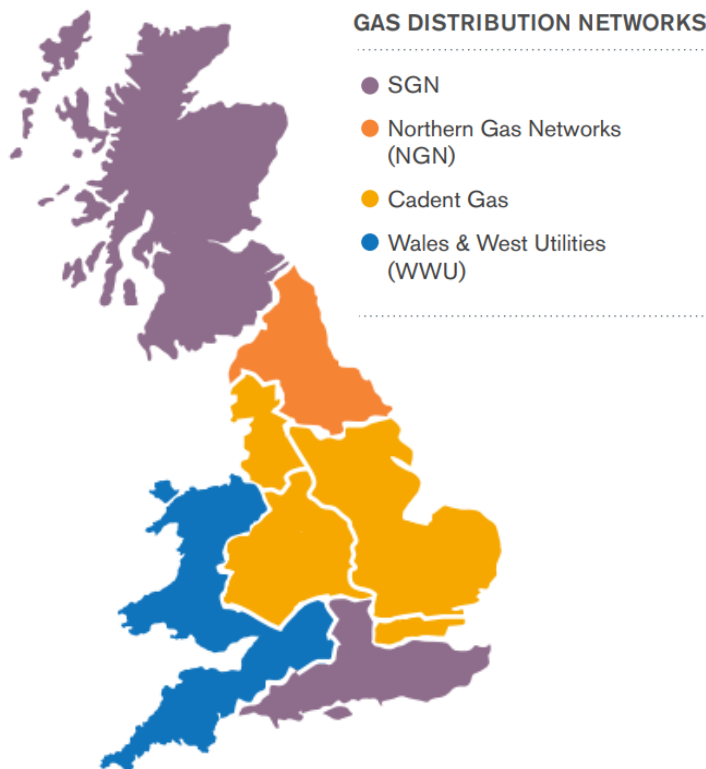 GAS DISTRIBUTION NETWORKS
SGN
Northern Gas Networks
(NGN)
Cadent Gas
Wales & West Utilities
(WWU)